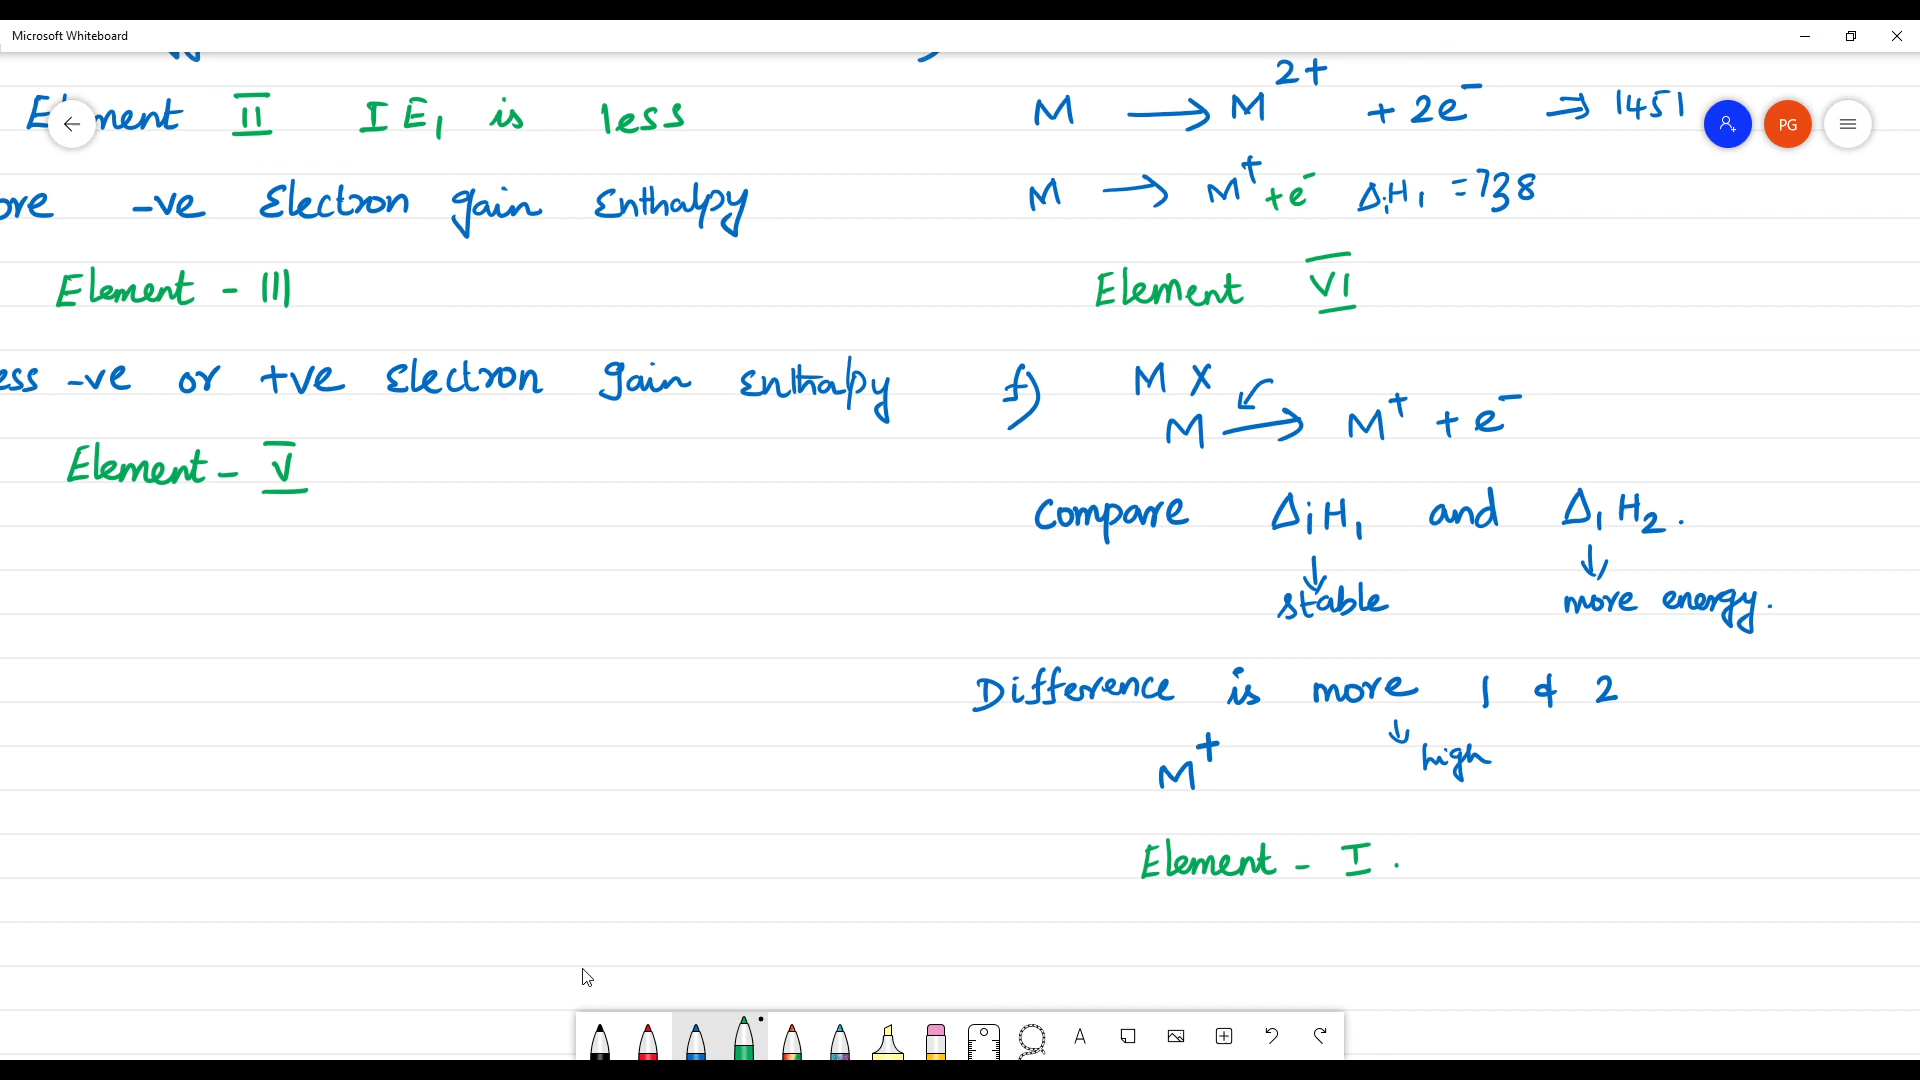 Microsoft Whiteboard
Element II IE₁ is less
ore -ve Electron gain Enthalpy
Element - III
ess -ve or +ve Electron gain Enthalpy
Element - V
M → M²⁺ + 2e⁻ ⇒ 1451
M → M⁺ + e⁻ ΔᵢH₁ = 738
Element VI
f) M X
M → M⁺ + e⁻
Compare ΔᵢH₁ and ΔᵢH₂.
↓ ↓
stable more energy.
Difference is more 1 & 2
M⁺ ↓ high
Element - I.
PG
A